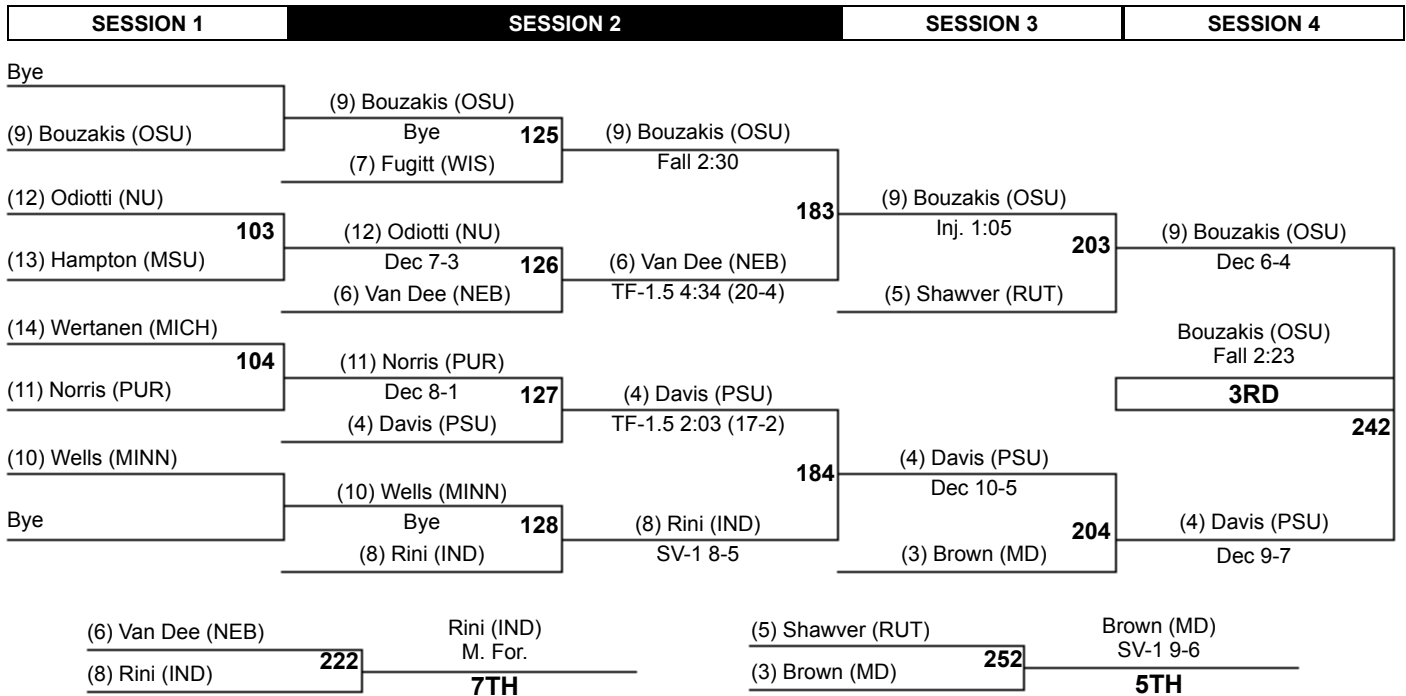 SESSION 1
SESSION 2
SESSION 3
SESSION 4
Bye
(9) Bouzakis (OSU)
(12) Odiotti (NU)
103
(13) Hampton (MSU)
(14) Wertanen (MICH)
104
(11) Norris (PUR)
(10) Wells (MINN)
Bye
(9) Bouzakis (OSU)
Bye
125
(7) Fugitt (WIS)
(12) Odiotti (NU)
Dec 7-3
126
(6) Van Dee (NEB)
(11) Norris (PUR)
Dec 8-1
127
(4) Davis (PSU)
(10) Wells (MINN)
Bye
128
(8) Rini (IND)
(9) Bouzakis (OSU)
Fall 2:30
183
(6) Van Dee (NEB)
TF-1.5 4:34 (20-4)
(4) Davis (PSU)
TF-1.5 2:03 (17-2)
184
(8) Rini (IND)
SV-1 8-5
(9) Bouzakis (OSU)
Inj. 1:05
203
(5) Shawver (RUT)
(4) Davis (PSU)
Dec 10-5
204
(3) Brown (MD)
(9) Bouzakis (OSU)
Dec 6-4
Bouzakis (OSU)
Fall 2:23
3RD
242
(4) Davis (PSU)
Dec 9-7
(6) Van Dee (NEB)
222
(8) Rini (IND)
Rini (IND)
M. For.
7TH
(5) Shawver (RUT)
252
(3) Brown (MD)
Brown (MD)
SV-1 9-6
5TH